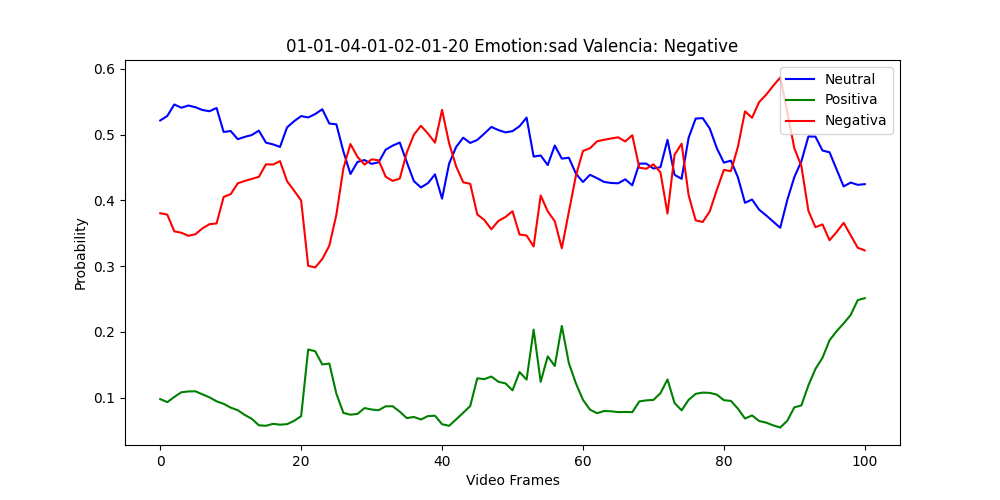 01-01-04-01-02-01-20 Emotion:sad Valencia: Negative
Neutral
Positiva
Negativa
Probability
0.6
0.5
0.4
0.3
0.2
0.1
0 20 40 60 80 100
Video Frames